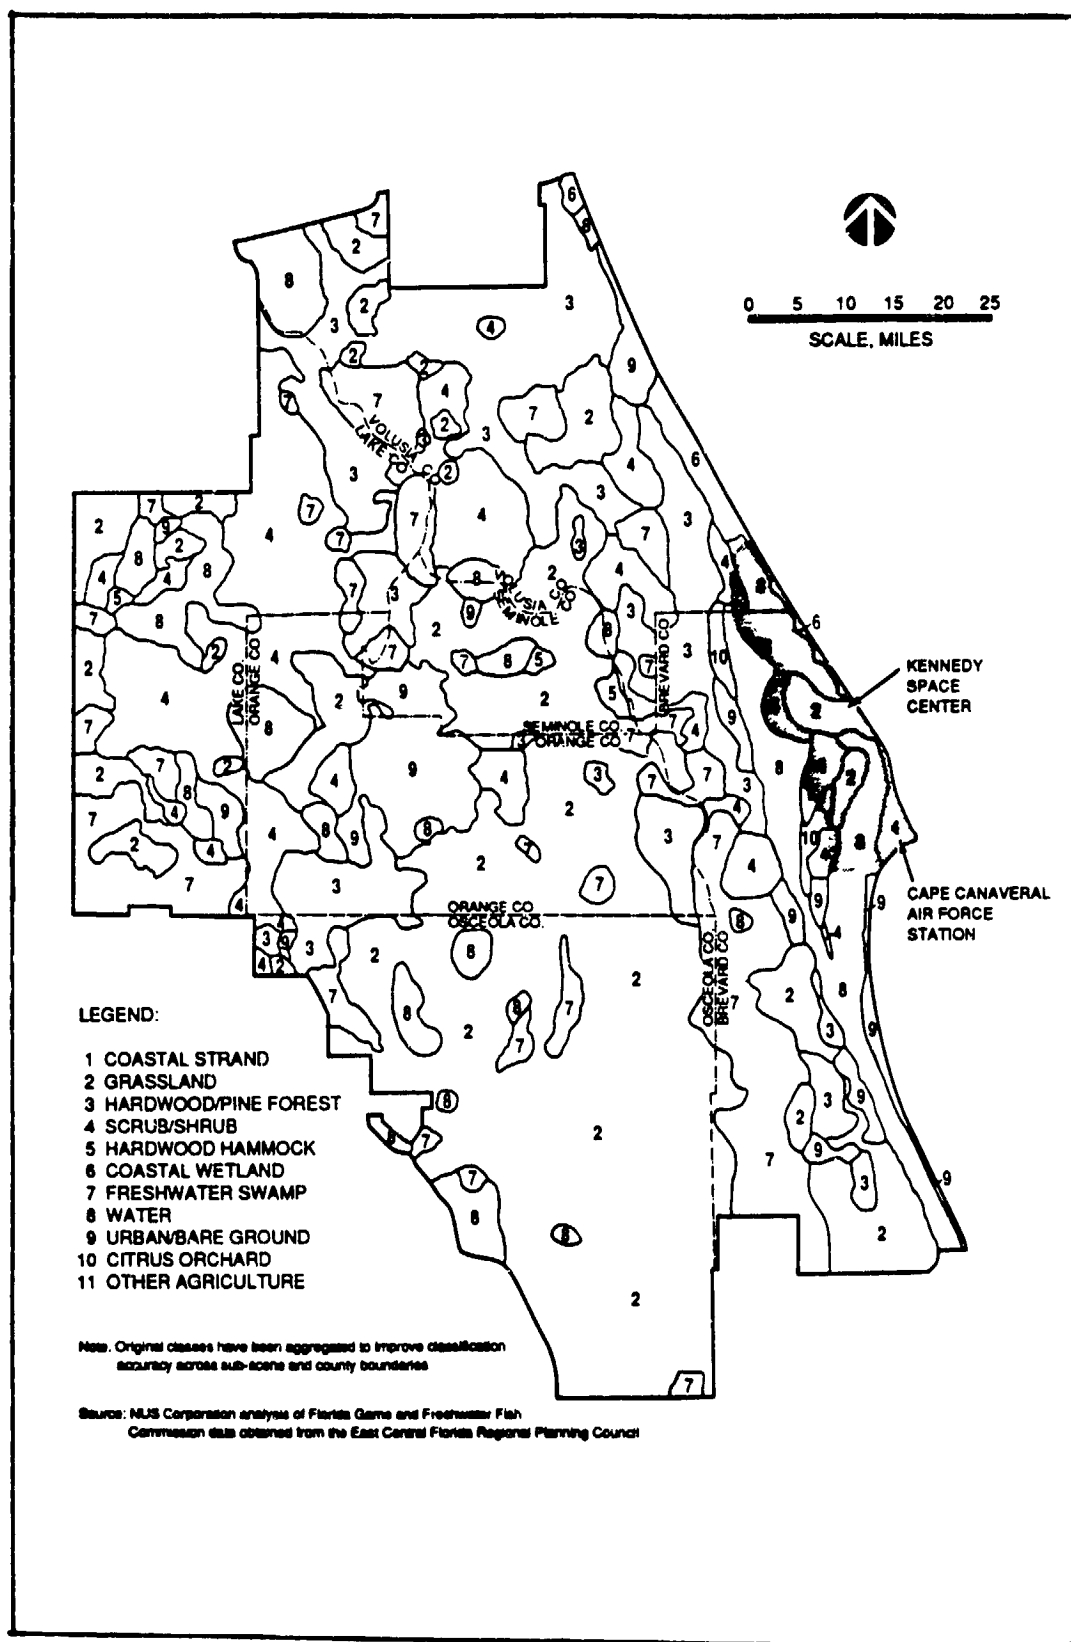 0 5 10 15 20 25
SCALE, MILES
VOLUSIA CO
LAKE CO
VOLUSIA CO
SEMINOLE CO
LAKE CO
ORANGE CO
BREVARD CO
SEMINOLE CO
ORANGE CO
KENNEDY
SPACE
CENTER
CAPE CANAVERAL
AIR FORCE
STATION
ORANGE CO
OSCEOLA CO.
OSCEOLA CO.
BREVARD CO
LEGEND:
1 COASTAL STRAND
2 GRASSLAND
3 HARDWOOD/PINE FOREST
4 SCRUB/SHRUB
5 HARDWOOD HAMMOCK
6 COASTAL WETLAND
7 FRESHWATER SWAMP
8 WATER
9 URBAN/BARE GROUND
10 CITRUS ORCHARD
11 OTHER AGRICULTURE
Note. Original classes have been aggregated to improve classification
accuracy across sub-scene and county boundaries
Source: NUS Corporation analysis of Florida Game and Freshwater Fish
Commission data obtained from the East Central Florida Regional Planning Council